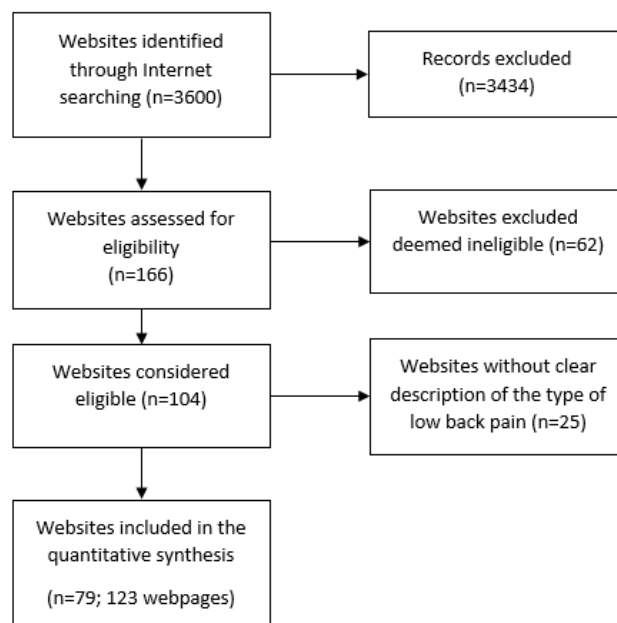 Websites identified
through Internet
searching (n=3600)
Records excluded
(n=3434)
Websites assessed for
eligibility
(n=166)
Websites excluded
deemed ineligible (n=62)
Websites considered
eligible (n=104)
Websites without clear
description of the type of
low back pain (n=25)
Websites included in the
quantitative synthesis
(n=79; 123 webpages)